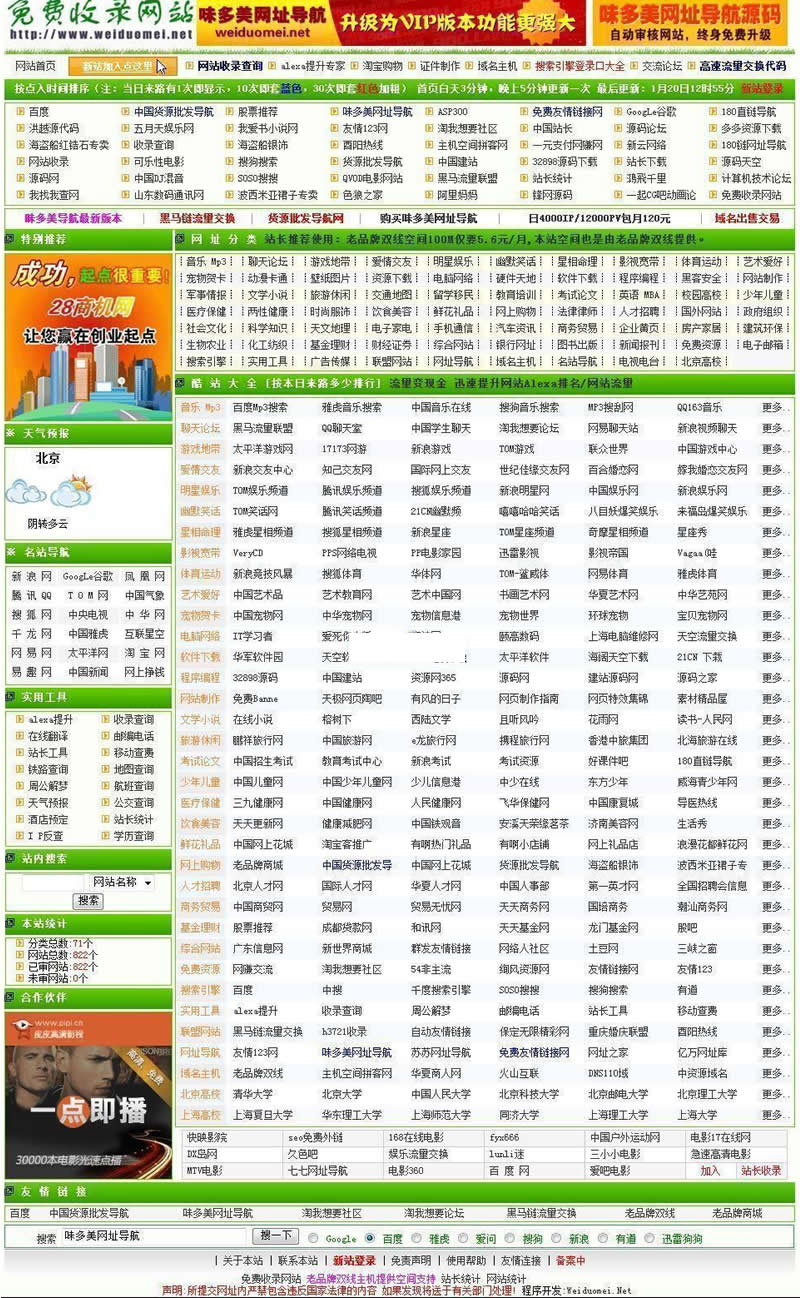 免费收录网站
http://www.weiduomei.net
味多美网址导航
weiduomei.net
升级为VIP版本功能更强大
味多美网址导航源码
自动审核网站，终身免费升级
网站首页 新站加入点这里 网站收录查询 alexa提升专家 淘宝购物 证件制作 域名主机 搜索引擎登录口大全 交流论坛 高速流量交换代码
按点入时间排序（注：当日来路有1次即显示，10次即套蓝色，30次即套红色加粗） 首页白天3分钟，晚上5分钟更新一次 最后更新：1月20日12时55分 新站登录
百度 中国货源批发导航 股票推荐 味多美网址导航 ASP300 免费友情链接网 GooGLe谷歌 180直链导航
洪越源代码 五月天娱乐网 我爱书小说网 友情123网 淘我想要社区 中国站长 源码论坛 多多资源下载
海盗船红锆石专卖 收录查询 海盗船银饰 酉阳热线 主机空间拼客网 一元支付网赚网 新云网络 180链网址导航
网站收录 可乐性电影 搜狗搜索 货源批发导航 中国建站 32898源码下载 站长下载 源码天空
源码网 中国DJ混音 SOSO搜搜 QVOD电影网站 黑马流量联盟 站长统计 鸿飞千里 计算机技术论坛
我找我查网 山东数码通讯网 波西米亚裙子专卖 色狼之家 阿里妈妈 锋网源码 一起CG吧动画论 免费收录网站
味多美导航最新版本 | 黑马链流量交换 | 货源批发导航网 | 购买味多美网址导航 | 日4000IP/12000PV包月120元 | 域名出售交易
特别推荐
成功，起点很重要！
28商机网
让您赢在创业起点
网址分类 站长推荐使用：老品牌双线空间100M仅要5.6元/月,本站空间也是由老品牌双线提供。
音乐 Mp3 聊天论坛 游戏地带 爱情交友 明星娱乐 幽默笑话 星相命理 影视宽带 体育运动 艺术爱好
宠物贺卡 动漫卡通 壁纸图片 资源下载 电脑网络 硬件天地 软件下载 程序编程 黑客安全 网站制作
军事情报 文学小说 旅游休闲 交通地图 留学移民 教育培训 考试论文 英语 MBA 校园高校 少年儿童
医疗保健 两性健康 时尚服饰 饮食美容 鲜花礼品 网上购物 法律律师 人才招聘 国外网站 政府组织
社会文化 科学知识 天文地理 电子家电 手机通信 汽车资讯 商务贸易 企业黄页 房产家居 建筑环保
生物农业 化工纺织 基金理财 财经证券 综合网站 银行网址 图书出版 新闻报刊 免费资源 电子邮箱
搜索引擎 实用工具 广告传媒 联盟网站 网址导航 域名主机 名站导航 电视电台 北京高校
酷站大全 [按本日来路多少排行] 流量变现金 迅速提升网站Alexa排名/网站流量
音乐 Mp3 百度Mp3搜索 雅虎音乐搜索 中国音乐在线 搜狗音乐搜索 MP3搜刮网 QQ163音乐 更多..
聊天论坛 黑马流量联盟 QQ聊天室 中国学生聊天 淘我想要论坛 网易聊天站 新浪视频聊天 更多..
游戏地带 太平洋游戏网 17173网游 新浪游戏 TOM游戏 联众世界 中国游戏中心 更多..
爱情交友 新浪交友中心 知己交友网 国际网上交友 世纪佳缘交友网 百合婚恋网 嫁我婚恋交友网 更多..
明星娱乐 TOM娱乐频道 腾讯娱乐频道 搜狐娱乐频道 新浪明星网 中国娱乐网 新浪娱乐网 更多..
幽默笑话 TOM笑话网 腾讯笑话频道 21CN幽默频 嘻嘻哈哈笑话 八目妖爆笑娱乐 来福岛爆笑娱乐 更多..
星相命理 雅虎星相频道 搜狐星相频道 新浪星座 TOM星座频道 奇摩星相频道 星座秀 更多..
影视宽带 VeryCD PPS网络电视 PP电影家园 迅雷影视 影视帝国 Vagaa(哇 更多..
体育运动 新浪竞技风暴 搜狐体育 华体网 TOM-鲨威体 网易体育 雅虎体育 更多..
艺术爱好 中国艺术品 艺术教育网 艺术中国网 书画艺术网 华夏艺术网 中华艺苑网 更多..
宠物贺卡 中国宠物网 中华宠物网 宠物信息港 宠物世界 环球宠物 宝贝宠物网 更多..
电脑网络 IT学习者 颐高数码 上海电脑维修网 天空流量交换 更多..
软件下载 华军软件园 太平洋软件 海阔天空下载 21CN 下载 更多..
程序编程 32898源码 中国建站 资源网365 源码网 建站源码网 源码之家 更多..
网站制作 免费Banne 天极网页陶吧 有风的日子 网页制作指南 网页特效集锦 素材精品屋 更多..
文学小说 在线小说 榕树下 西陆文学 且听风吟 花雨网 读书-人民网 更多..
旅游休闲 鹏祥旅行网 中国旅游网 e龙旅行网 携程旅行网 香港中旅集团 北海旅游在线 更多..
考试论文 中国招生考试 教育考试中心 新浪考试 考试资源 好课件吧 180直链导航 更多..
少年儿童 中国儿童网 中国少年儿童网 少儿信息港 中少在线 东方少年 威海青少年网 更多..
医疗保健 三九健康网 中国健康网 人民健康网 飞华保健网 中国康复城 导医热线 更多..
饮食美容 天天更新网 健康减肥网 中国铁观音 安溪天荣缘茗茶 济南美容网 生活秀 更多..
鲜花礼品 中国网上花城 淘宝客推广 有啊热门礼品 有啊小店铺 网上礼品店 浪漫花都鲜花网 更多..
网上购物 老品牌商城 中国货源批发导 中国网上花城 货源批发导航 海盗船银饰 波西米亚裙子专 更多..
人才招聘 北京人才网 国际人才网 华夏人才网 中国人事部 第一英才网 全国招聘会信息 更多..
商务贸易 中国商贸网 贸易网 贸易无忧网 天天商务网 国培商务 潮汕商务网 更多..
基金理财 股票推荐 成都贷款网 和讯网 天天基金网 龙门基金网 股吧 更多..
综合网站 广东信息网 新世界商城 群发友情链接 网络人社区 土豆网 三峡之窗 更多..
免费资源 网赚交流 淘我想要社区 54非主流 绸风资源网 友情链接网 友情123 更多..
搜索引擎 百度 中搜 千度搜索引擎 SOSO搜搜 搜狗搜索 有道 更多..
实用工具 alexa提升 收录查询 周公解梦 邮编电话 站长工具 移动查费 更多..
联盟网站 黑马链流量交换 h3721收录 自动友情链接 保定无限精彩网 重庆婚庆联盟 酉阳热线 更多..
网址导航 友情123网 味多美网址导航 苏苏网址导航 免费友情链接网 网址之家 亿万网址库 更多..
域名主机 老品牌双线 主机空间拼客网 华夏商人网 火山互联 DNS110域 中资源域名 更多..
北京高校 清华大学 北京大学 中国人民大学 北京科技大学 北京邮电大学 北京理工大学 更多..
上海高校 上海复旦大学 华东理工大学 上海师范大学 同济大学 上海理工大学 上海大学 更多..
天气预报
北京
阴转多云
名站导航
新浪网 GoogLe谷歌 凤凰网
腾讯QQ TOM网 中国气象
搜狐网 中央电视 中华网
千龙网 中国雅虎 互联星空
网易网 太平洋网 淘宝网
易趣网 中国新闻 网上挣钱
实用工具
alexa提升 收录查询
在线翻译 邮编电话
站长工具 移动查费
铁路查询 地图查询
周公解梦 航班查询
天气预报 公交查询
酒店预定 站长统计
IP反查 学历查询
站内搜索
网站名称
搜索
本站统计
分类总数:71个
网站总数:822个
已审网站:822个
未审网站:0个
合作伙伴
www.pipi.cn
皮皮高清影视
高清 免费
一点即播
30000本电影光速点播
快映影院 seo免费外链 168在线电影 fyx666 中国户外运动网 电影17在线网
DX岛网 久色吧 娱乐流量交换 lunli迷 三小小电影 急速高清电影
MTV电影 七七网址导航 电影360 百度网 爱吧电影 加入 站长收录
友情链接
百度 中国货源批发导航 味多美网址导航 淘我想要社区 淘我想要论坛 黑马链流量交换 老品牌双线 老品牌商城
搜索 味多美网址导航 搜一下 Google 百度 雅虎 爱问 搜狗 新浪 有道 迅雷狗狗
| 关于本站 | 联系本站 | 新站登录 | 免责声明 | 使用帮助 | 友情连接 | 备案中
免费收录网站 老品牌双线主机提供空间支持 站长统计 网站统计
声明:所提交网址内严禁包含违反国家法律的内容 如果发现将送于有关部门处理! 程序开发:Weiduomei.Net